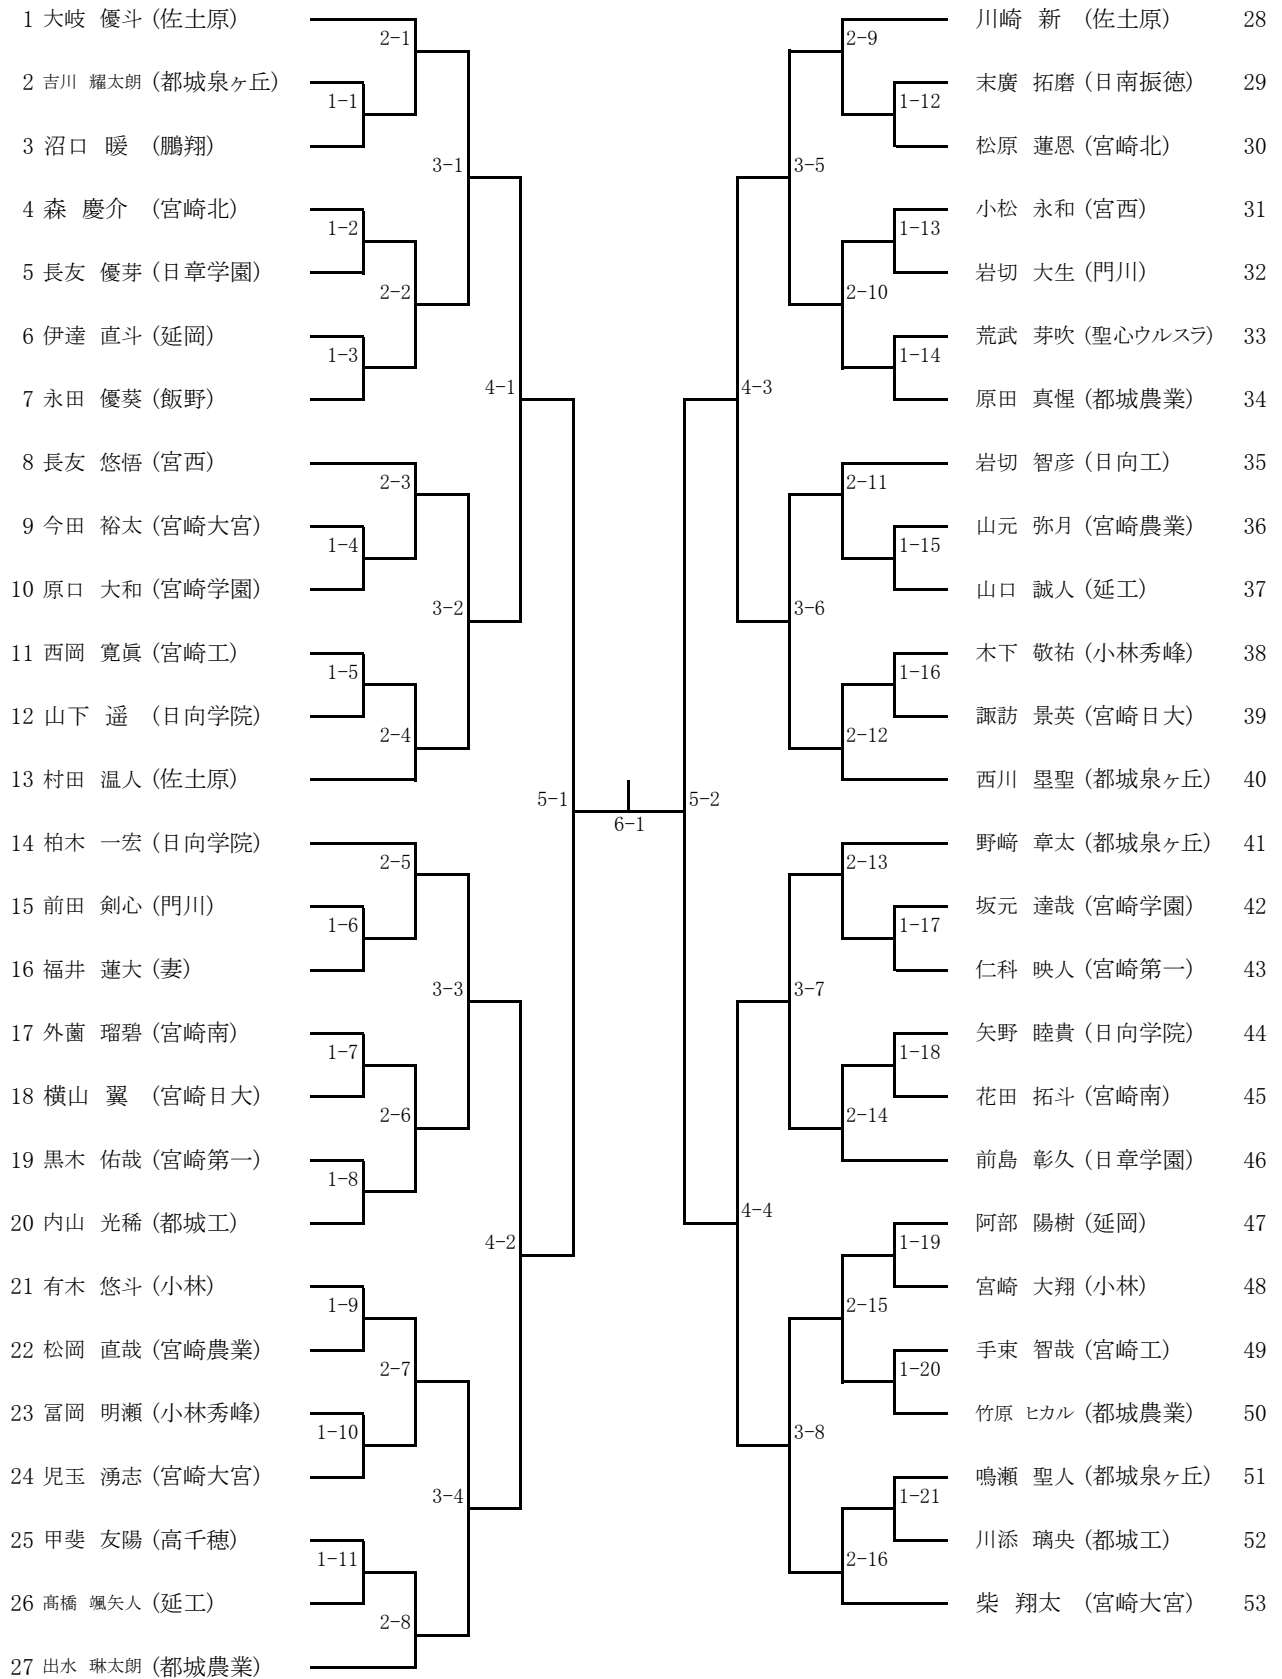 1 大岐 優斗 (佐土原)
2 吉川 耀太朗 (都城泉ヶ丘)
3 沼口 暖 (鵬翔)
4 森 慶介 (宮崎北)
5 長友 優芽 (日章学園)
6 伊達 直斗 (延岡)
7 永田 優葵 (飯野)
8 長友 悠悟 (宮西)
9 今田 裕太 (宮崎大宮)
10 原口 大和 (宮崎学園)
11 西岡 寛眞 (宮崎工)
12 山下 遥 (日向学院)
13 村田 温人 (佐土原)
14 柏木 一宏 (日向学院)
15 前田 剣心 (門川)
16 福井 蓮大 (妻)
17 外薗 瑠碧 (宮崎南)
18 横山 翼 (宮崎日大)
19 黒木 佑哉 (宮崎第一)
20 内山 光稀 (都城工)
21 有木 悠斗 (小林)
22 松岡 直哉 (宮崎農業)
23 冨岡 明瀬 (小林秀峰)
24 児玉 湧志 (宮崎大宮)
25 甲斐 友陽 (高千穂)
26 髙橋 颯矢人 (延工)
27 出水 琳太朗 (都城農業)
1-1
1-2
1-3
1-4
1-5
1-6
1-7
1-8
1-9
1-10
1-11
2-1
2-2
2-3
2-4
2-5
2-6
2-7
2-8
3-1
3-2
3-3
3-4
4-1
4-2
5-1
6-1
5-2
4-3
4-4
3-5
3-6
3-7
3-8
2-9
2-10
2-11
2-12
2-13
2-14
2-15
2-16
1-12
1-13
1-14
1-15
1-16
1-17
1-18
1-19
1-20
1-21
川崎 新 (佐土原) 28
末廣 拓磨 (日南振徳) 29
松原 蓮恩 (宮崎北) 30
小松 永和 (宮西) 31
岩切 大生 (門川) 32
荒武 芽吹 (聖心ウルスラ) 33
原田 真惺 (都城農業) 34
岩切 智彦 (日向工) 35
山元 弥月 (宮崎農業) 36
山口 誠人 (延工) 37
木下 敬祐 (小林秀峰) 38
諏訪 景英 (宮崎日大) 39
西川 塁聖 (都城泉ヶ丘) 40
野﨑 章太 (都城泉ヶ丘) 41
坂元 達哉 (宮崎学園) 42
仁科 映人 (宮崎第一) 43
矢野 睦貴 (日向学院) 44
花田 拓斗 (宮崎南) 45
前島 彰久 (日章学園) 46
阿部 陽樹 (延岡) 47
宮崎 大翔 (小林) 48
手束 智哉 (宮崎工) 49
竹原 ヒカル (都城農業) 50
鳴瀬 聖人 (都城泉ヶ丘) 51
川添 璃央 (都城工) 52
柴 翔太 (宮崎大宮) 53